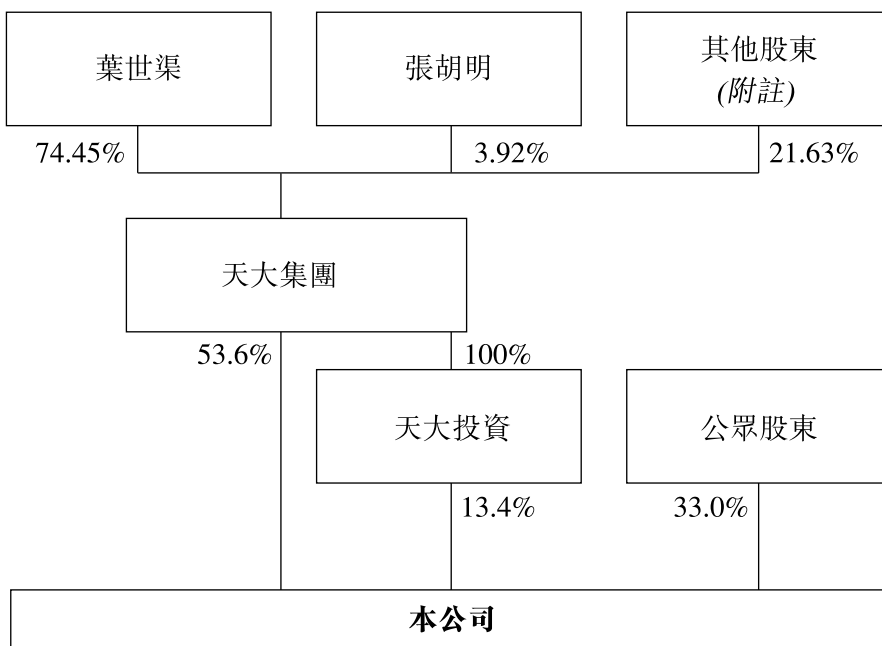 葉世渠
張胡明
其他股東
(附註)
74.45%
3.92%
21.63%
天大集團
53.6%
100%
天大投資
公眾股東
13.4%
33.0%
本公司